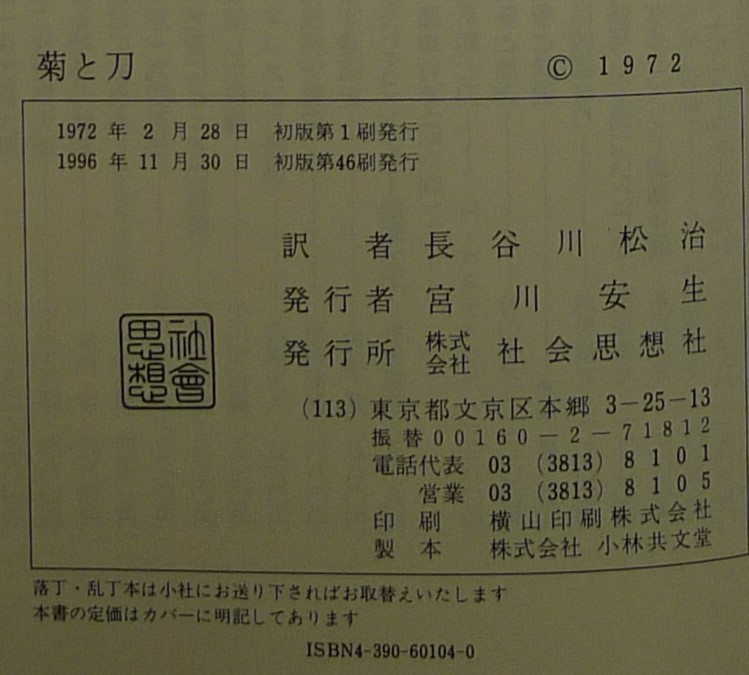 菊と刀
© 1972
1972 年 2 月 28 日 初版第1刷発行
1996 年 11 月 30 日 初版第46刷発行
訳者 長谷川松治
発行者 宮川安生
発行所 株式会社 社会思想社
社會思想
(113) 東京都文京区本郷 3-25-13
振替 00160-2-71812
電話代表 03 (3813) 8101
営業 03 (3813) 8105
印刷 横山印刷株式会社
製本 株式会社 小林共文堂
落丁・乱丁本は小社にお送り下さればお取替えいたします
本書の定価はカバーに明記してあります
ISBN4-390-60104-0